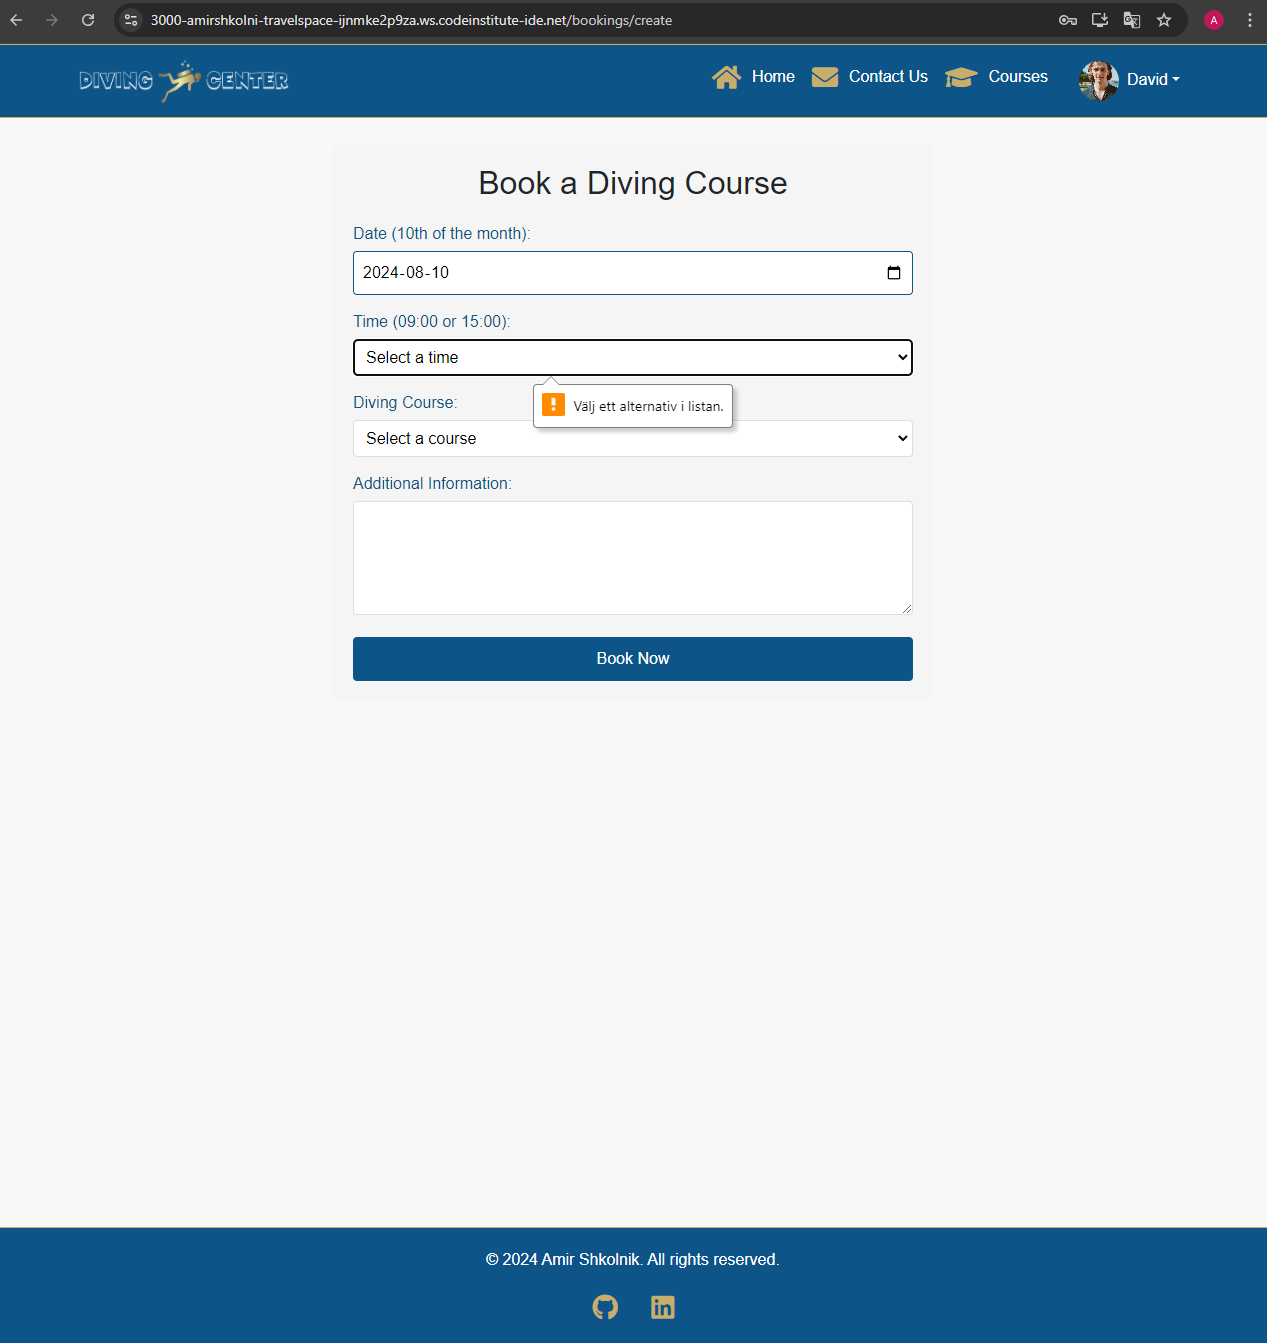 3000-amirshkolni-travelspace-ijnmke2p9za.ws.codeinstitute-ide.net/bookings/create
A
DIVING CENTER
Home
Contact Us
Courses
David
Book a Diving Course
Date (10th of the month):
2024-08-10
Time (09:00 or 15:00):
Select a time
Välj ett alternativ i listan.
Diving Course:
Select a course
Additional Information:
Book Now
© 2024 Amir Shkolnik. All rights reserved.
in